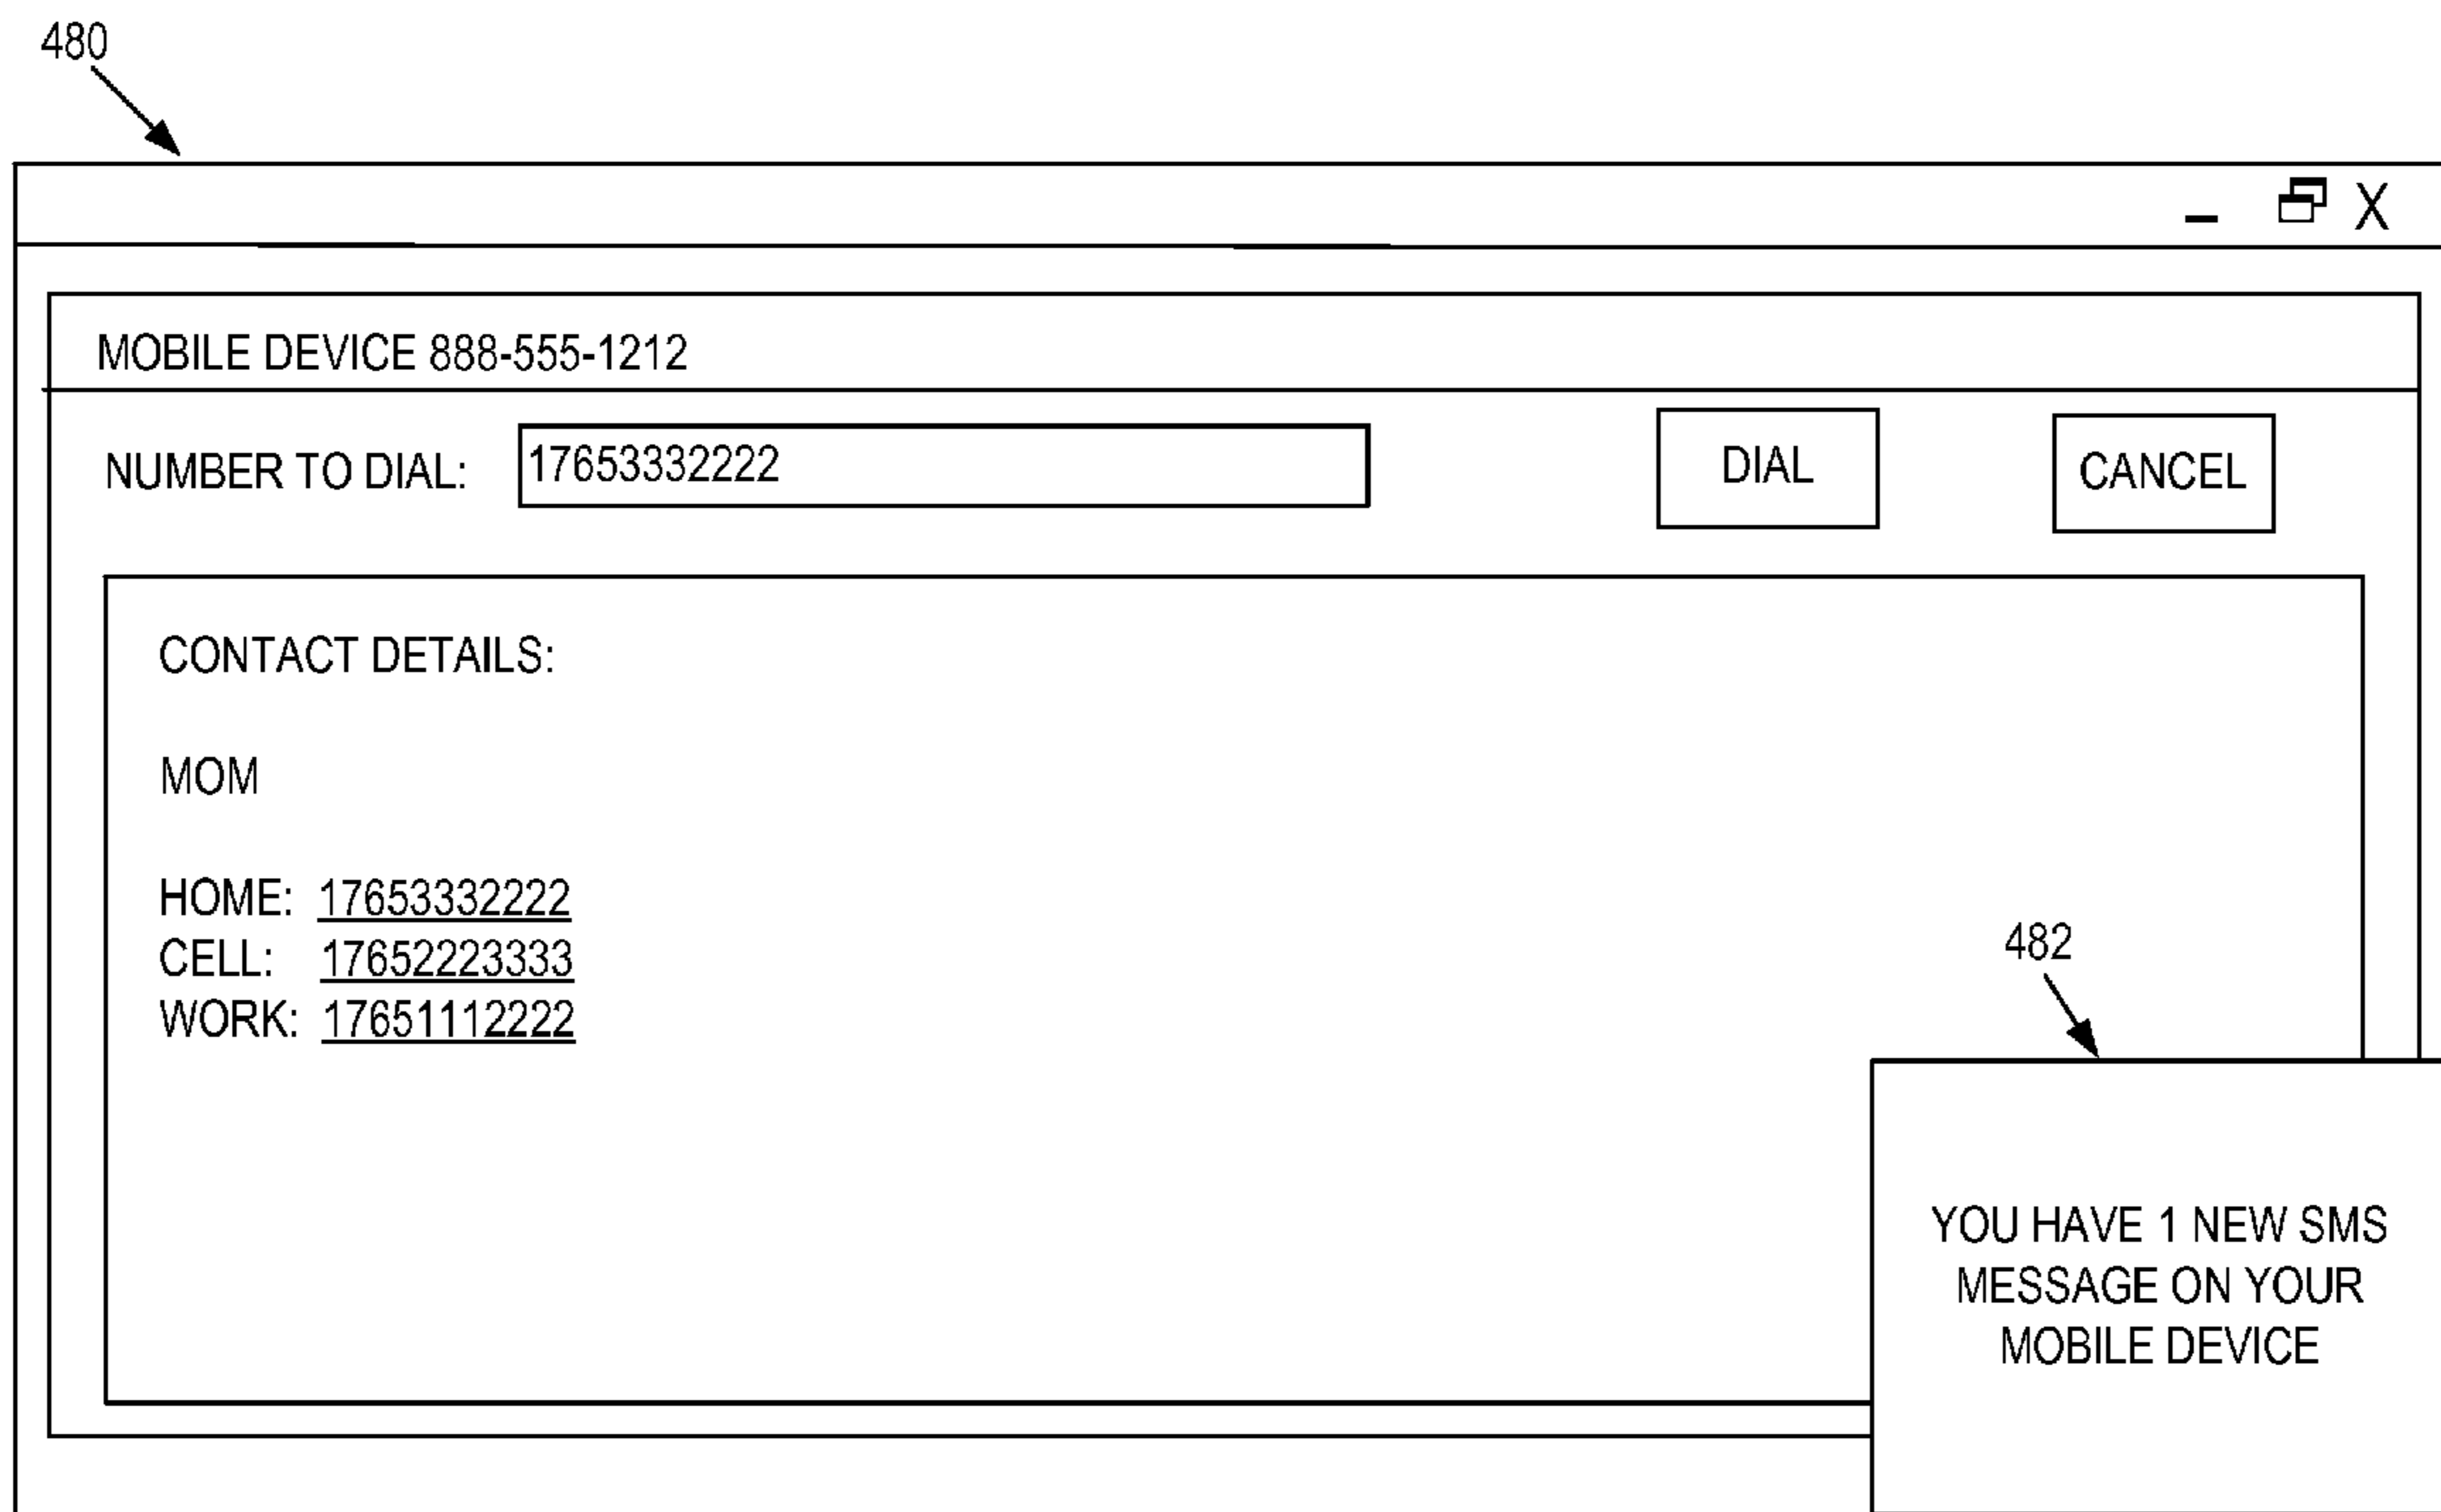 480
X
MOBILE DEVICE 888-555-1212
NUMBER TO DIAL: 17653332222 DIAL CANCEL
CONTACT DETAILS:
MOM
HOME: 17653332222
CELL: 17652223333
WORK: 17651112222
482
YOU HAVE 1 NEW SMS
MESSAGE ON YOUR
MOBILE DEVICE